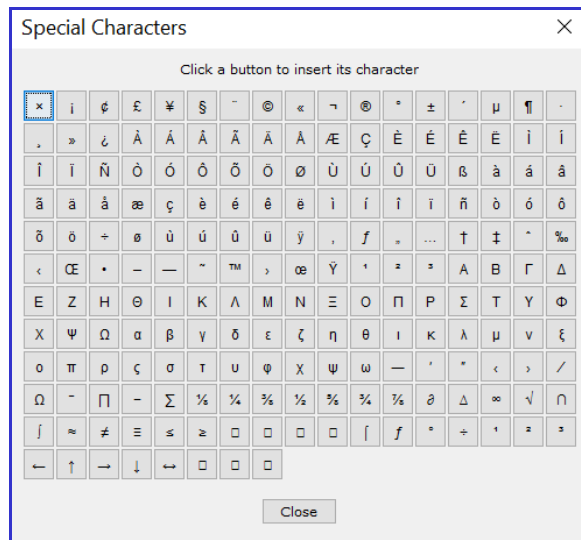 Special Characters
Click a button to insert its character
× ¡ ¢ £ ¥ § ¨ © « ¬ ® ° ± ´ µ ¶ ·
¸ » ¿ À Á Â Ã Ä Å Æ Ç È É Ê Ë Ì Í
Î Ï Ñ Ò Ó Ô Õ Ö Ø Ù Ú Û Ü ß à á â
ã ä å æ ç è é ê ë ì í î ï ñ ò ó ô
õ ö ÷ ø ù ú û ü ÿ ‚ ƒ „ … † ‡ ˆ ‰
‹ Œ • – — ˜ ™ › œ Ÿ ¹ ² ³ Α Β Γ Δ
Ε Ζ Η Θ Ι Κ Λ Μ Ν Ξ Ο Π Ρ Σ Τ Υ Φ
Χ Ψ Ω α β γ δ ε ζ η θ ι κ λ μ ν ξ
ο π ρ ς σ τ υ φ χ ψ ω ― ′ ″ ‹ › ⁄
Ω ‾ ∏ − ∑ ⅛ ¼ ⅜ ½ ⅝ ¾ ⅞ ∂ ∆ ∞ √ ∩
∫ ≈ ≠ ≡ ≤ ≥ □ □ □ □ ⌠ ƒ ° ÷ ¹ ² ³
← ↑ → ↓ ↔ □ □ □
Close